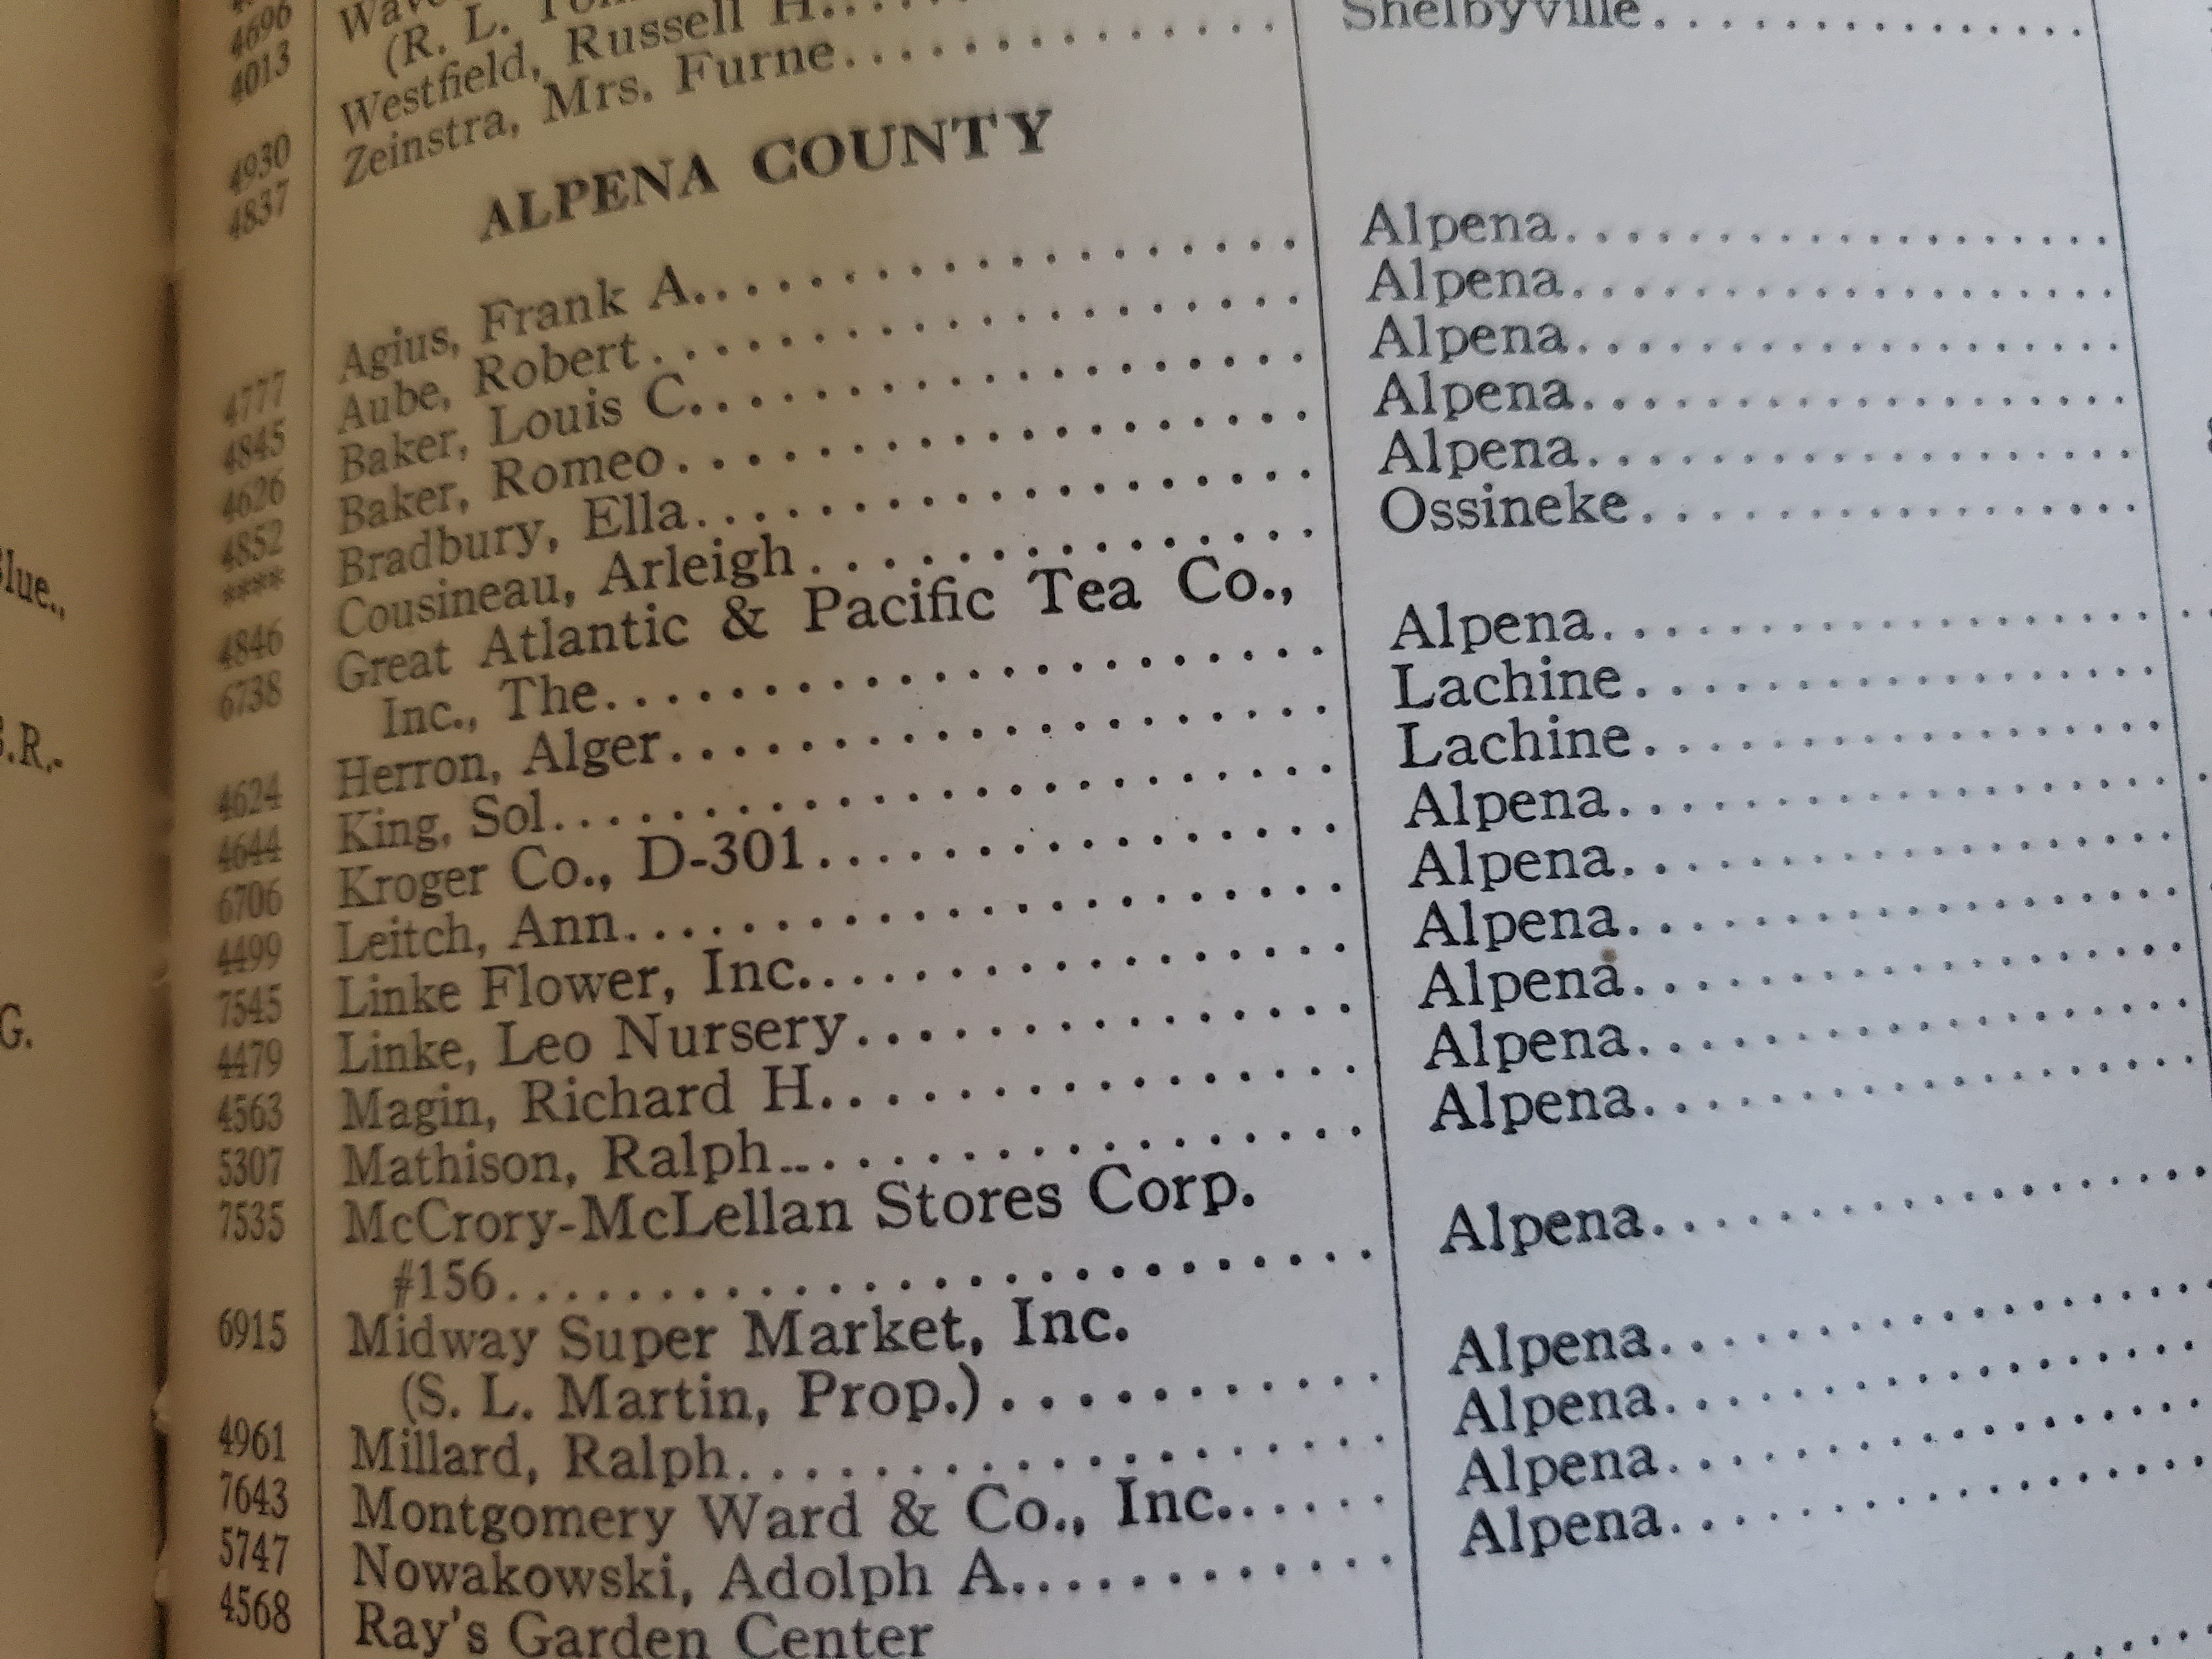 4696
4013
(R. L.
4930 Westfield, Russell H.
4837 Zeinstra, Mrs. Furne Shelbyville
ALPENA COUNTY
4777 Agius, Frank A. Alpena
4845 Aube, Robert Alpena
4626 Baker, Louis C. Alpena
4852 Baker, Romeo Alpena
**** Bradbury, Ella Alpena
4846 Cousineau, Arleigh Ossineke
6738 Great Atlantic & Pacific Tea Co.,
Inc., The Alpena
4624 Herron, Alger Lachine
4644 King, Sol Lachine
6706 Kroger Co., D-301 Alpena
4499 Leitch, Ann Alpena
7545 Linke Flower, Inc. Alpena
4479 Linke, Leo Nursery Alpena
4563 Magin, Richard H. Alpena
5307 Mathison, Ralph Alpena
7535 McCrory-McLellan Stores Corp.
#156 Alpena
6915 Midway Super Market, Inc.
(S. L. Martin, Prop.) Alpena
4961 Millard, Ralph Alpena
7643 Montgomery Ward & Co., Inc. Alpena
5747 Nowakowski, Adolph A. Alpena
4568 Ray's Garden Center